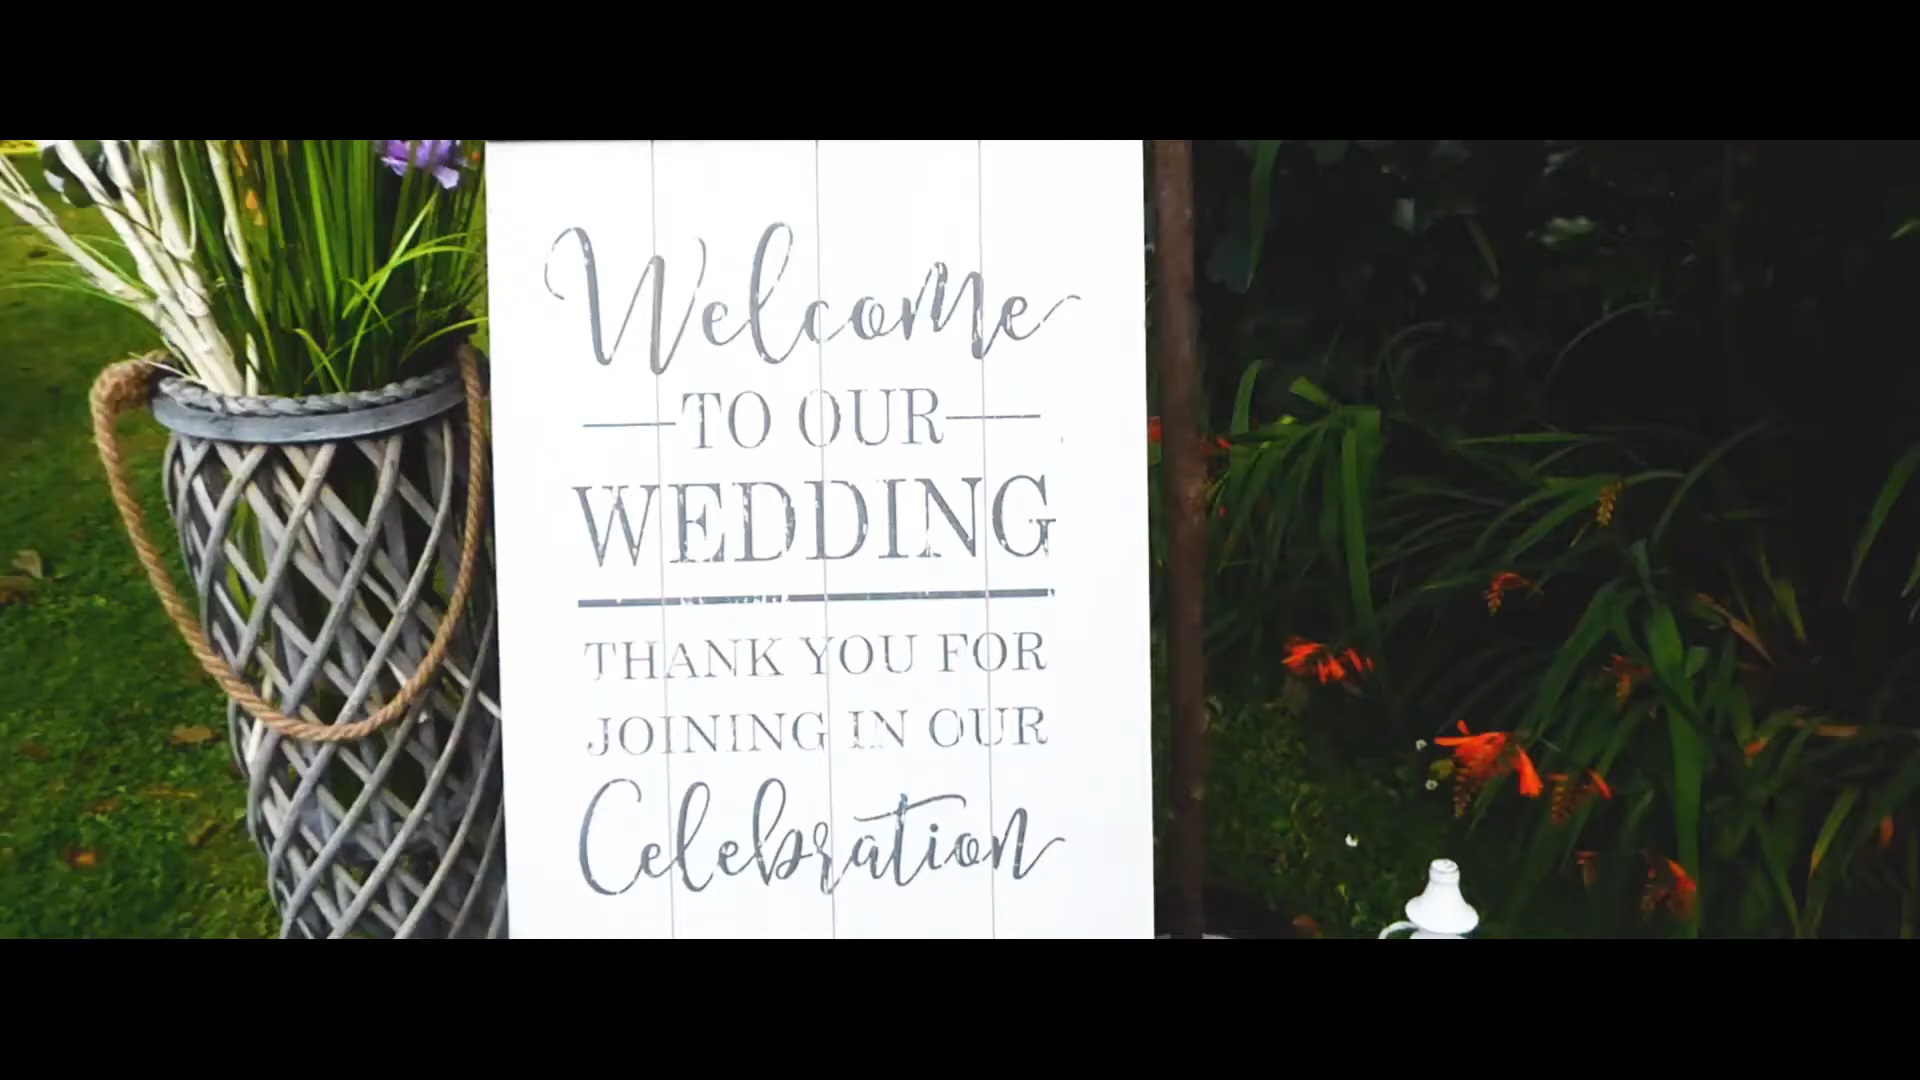 Welcome
TO OUR
WEDDING
THANK YOU FOR
JOINING IN OUR
Celebration